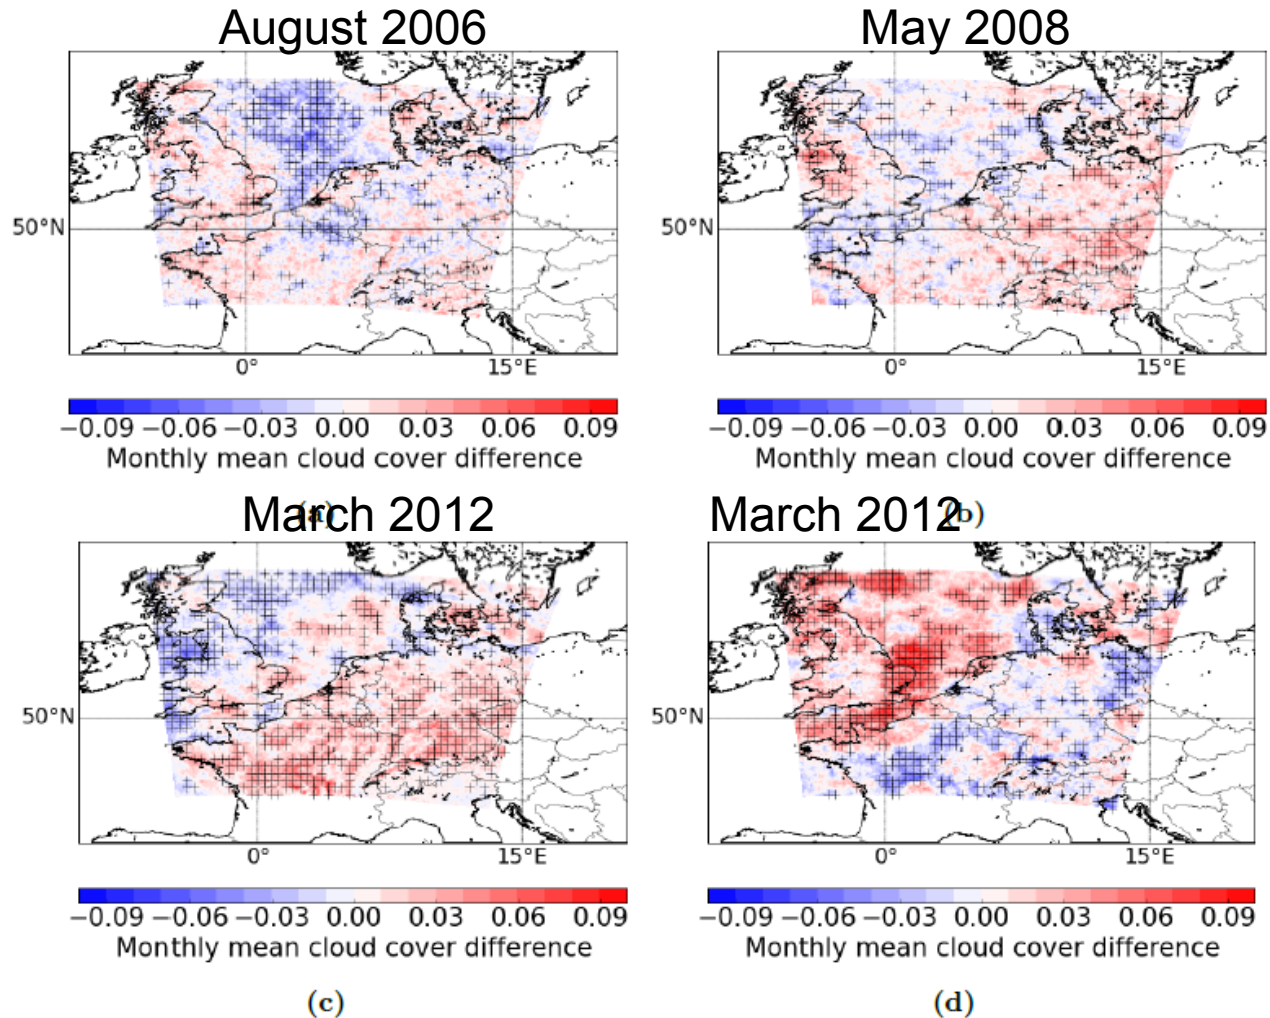 August 2006
May 2008
50°N
50°N
0°
15°E
0°
15°E
−0.09 −0.06 −0.03 0.00 0.03 0.06 0.09
−0.09 −0.06 −0.03 0.00 0.03 0.06 0.09
Monthly mean cloud cover difference
Monthly mean cloud cover difference
(a)
(b)
March 2012
March 2012
50°N
50°N
0°
15°E
0°
15°E
−0.09 −0.06 −0.03 0.00 0.03 0.06 0.09
−0.09 −0.06 −0.03 0.00 0.03 0.06 0.09
Monthly mean cloud cover difference
Monthly mean cloud cover difference
(c)
(d)